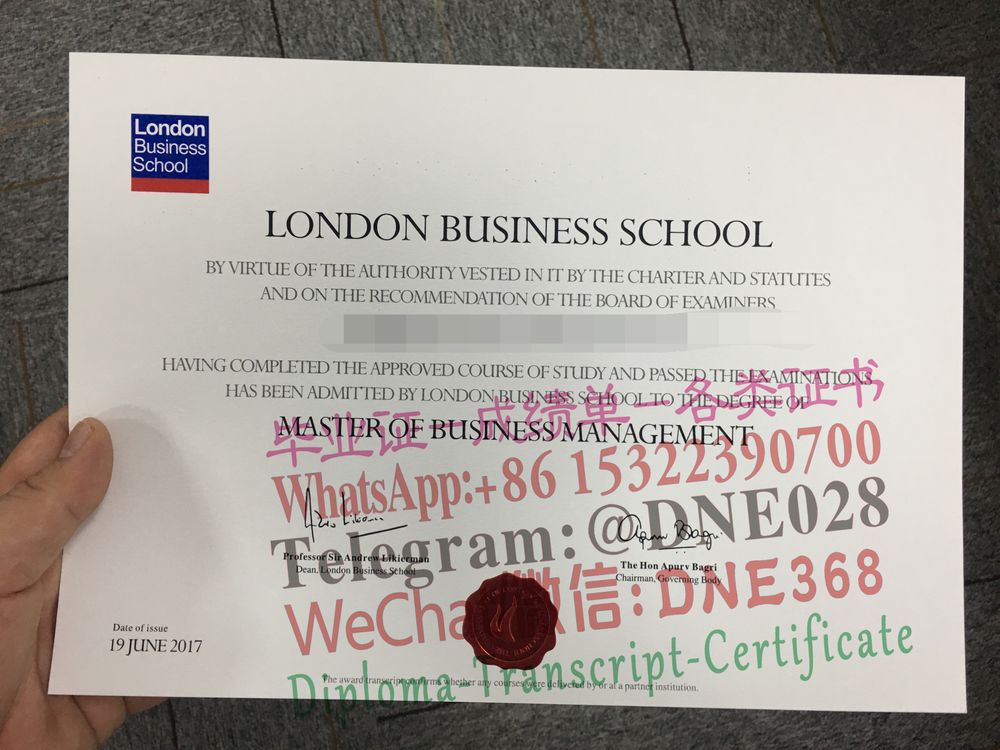 London
Business
School
LONDON BUSINESS SCHOOL
BY VIRTUE OF THE AUTHORITY VESTED IN IT BY THE CHARTER AND STATUTES
AND ON THE RECOMMENDATION OF THE BOARD OF EXAMINERS
HAVING COMPLETED THE APPROVED COURSE OF STUDY AND PASSED THE EXAMINATIONS
HAS BEEN ADMITTED BY LONDON BUSINESS SCHOOL TO THE DEGREE OF
毕业证—成绩单—各类证书
MASTER OF BUSINESS MANAGEMENT
WhatsApp:+86 15322390700
Telegram: @DNE028
Professor Sir Andrew Likierman
Dean, London Business School
The Hon Apurv Bagri
Chairman, Governing Body
WeChat微信:DNE368
Date of issue
19 JUNE 2017
Diploma-Transcript-Certificate
The award transcript confirms whether any courses were delivered by or at a partner institution.